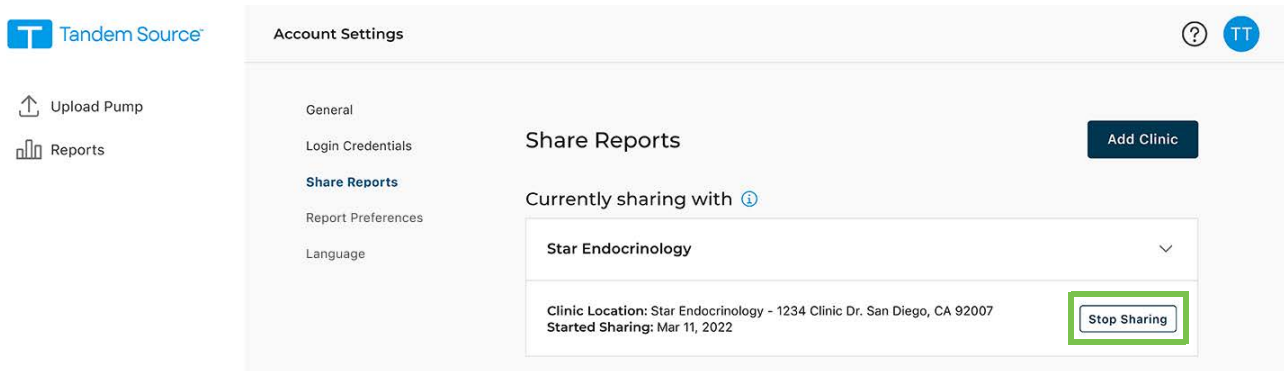 Tandem Source™
Account Settings
?
TT
Upload Pump
Reports
General
Login Credentials
Share Reports
Report Preferences
Language
Share Reports
Add Clinic
Currently sharing with
Star Endocrinology
Clinic Location: Star Endocrinology - 1234 Clinic Dr. San Diego, CA 92007
Started Sharing: Mar 11, 2022
Stop Sharing